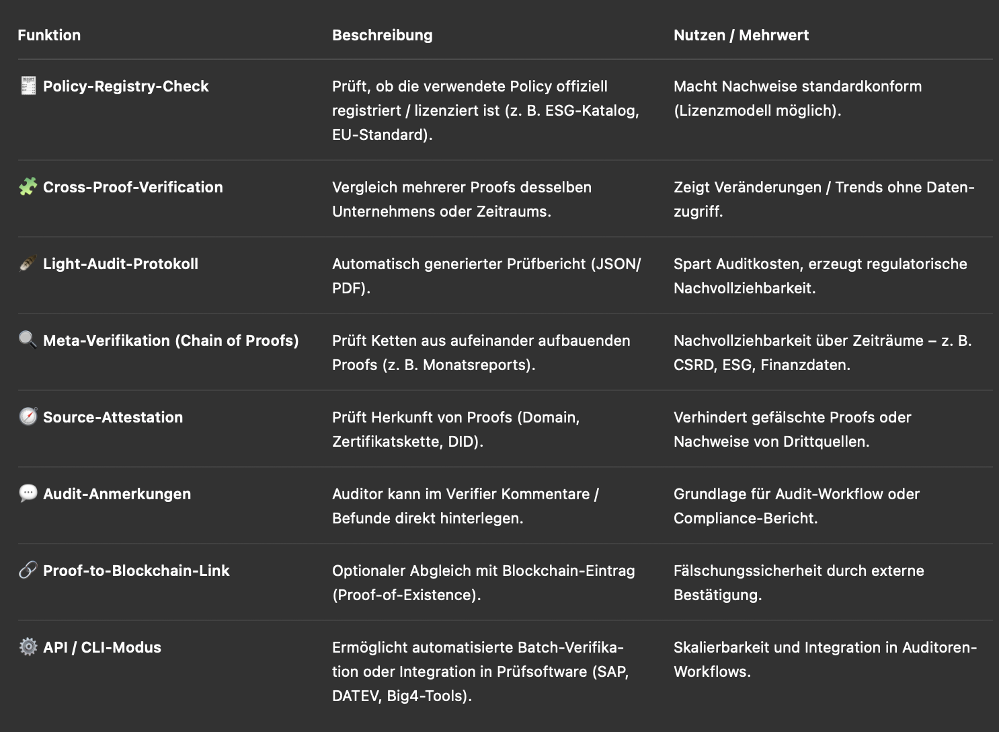 Funktion Beschreibung Nutzen / Mehrwert
Policy-Registry-Check Prüft, ob die verwendete Policy offiziell Macht Nachweise standardkonform
registriert / lizenziert ist (z. B. ESG-Katalog, (Lizenzmodell möglich).
EU-Standard).
Cross-Proof-Verification Vergleich mehrerer Proofs desselben Zeigt Veränderungen / Trends ohne Daten-
Unternehmens oder Zeitraums. zugriff.
Light-Audit-Protokoll Automatisch generierter Prüfbericht (JSON/ Spart Auditkosten, erzeugt regulatorische
PDF). Nachvollziehbarkeit.
Meta-Verifikation (Chain of Proofs) Prüft Ketten aus aufeinander aufbauenden Nachvollziehbarkeit über Zeiträume – z. B.
Proofs (z. B. Monatsreports). CSRD, ESG, Finanzdaten.
Source-Attestation Prüft Herkunft von Proofs (Domain, Verhindert gefälschte Proofs oder
Zertifikatskette, DID). Nachweise von Drittquellen.
Audit-Anmerkungen Auditor kann im Verifier Kommentare / Grundlage für Audit-Workflow oder
Befunde direkt hinterlegen. Compliance-Bericht.
Proof-to-Blockchain-Link Optionaler Abgleich mit Blockchain-Eintrag Fälschungssicherheit durch externe
(Proof-of-Existence). Bestätigung.
API / CLI-Modus Ermöglicht automatisierte Batch-Verifika- Skalierbarkeit und Integration in Auditoren-
tion oder Integration in Prüfsoftware (SAP, Workflows.
DATEV, Big4-Tools).